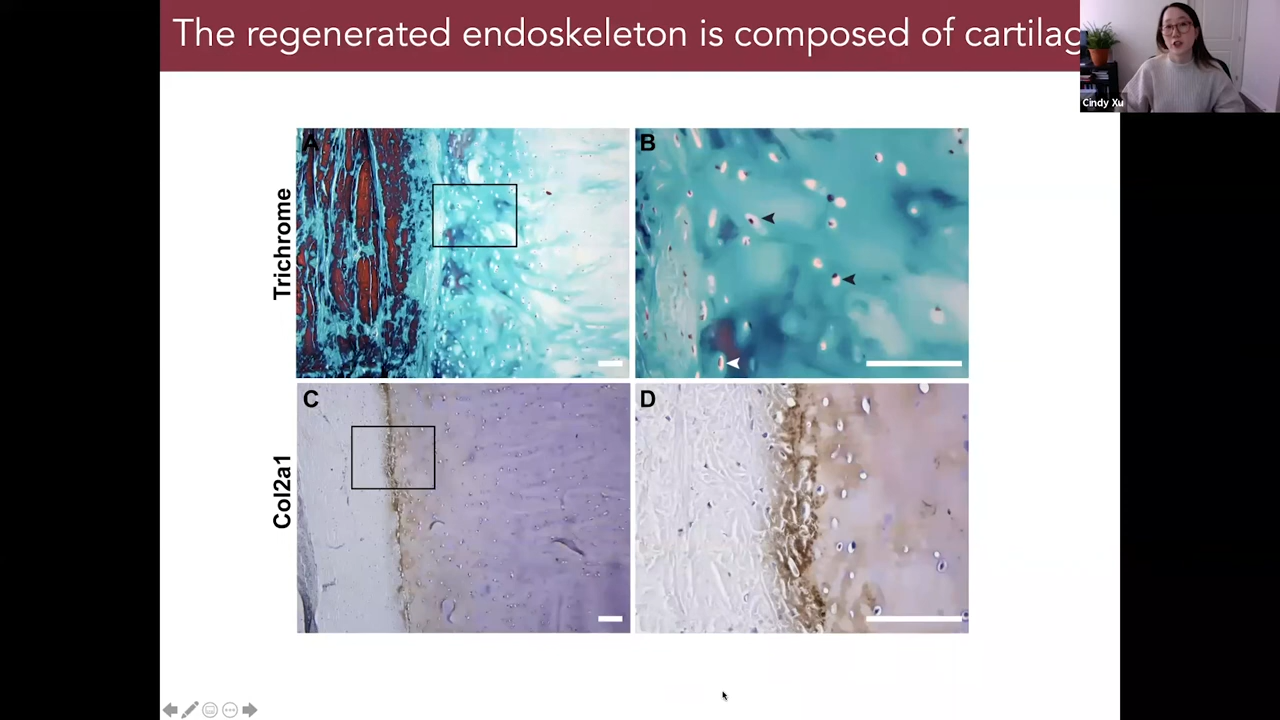 The regenerated endoskeleton is composed of cartilag
Cindy Xu
Trichrome
A
B
Col2a1
C
D